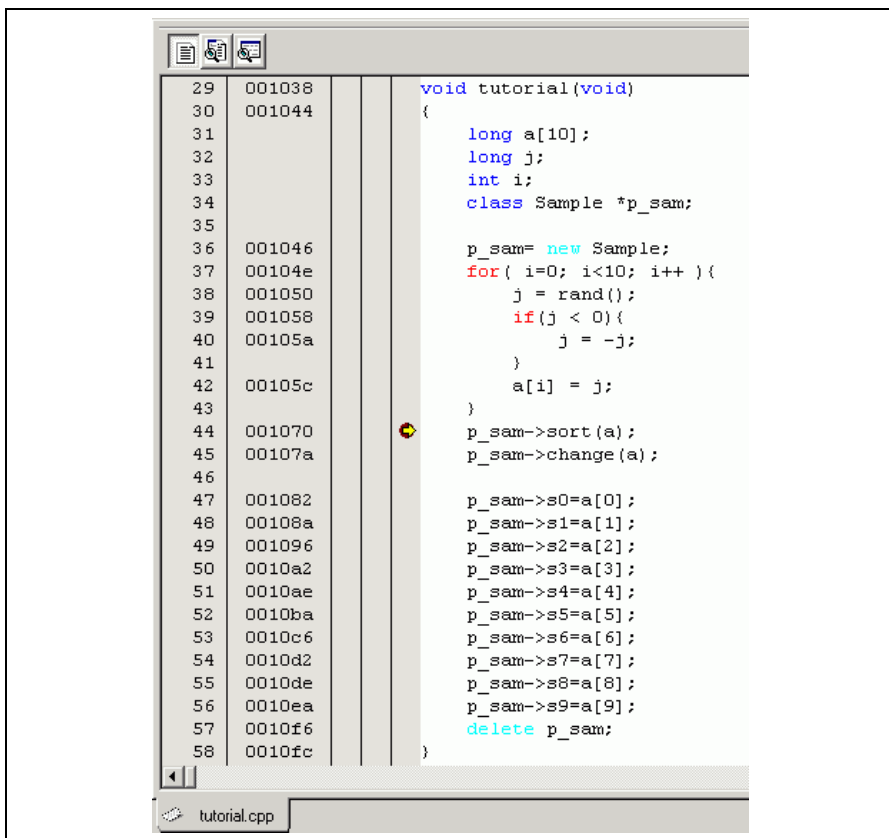 29 001038 void tutorial(void)
30 001044 {
31 long a[10];
32 long j;
33 int i;
34 class Sample *p_sam;
35
36 001046 p_sam= new Sample;
37 00104e for( i=0; i<10; i++ ){
38 001050 j = rand();
39 001058 if(j < 0){
40 00105a j = -j;
41 }
42 00105c a[i] = j;
43 }
44 001070 p_sam->sort(a);
45 00107a p_sam->change(a);
46
47 001082 p_sam->s0=a[0];
48 00108a p_sam->s1=a[1];
49 001096 p_sam->s2=a[2];
50 0010a2 p_sam->s3=a[3];
51 0010ae p_sam->s4=a[4];
52 0010ba p_sam->s5=a[5];
53 0010c6 p_sam->s6=a[6];
54 0010d2 p_sam->s7=a[7];
55 0010de p_sam->s8=a[8];
56 0010ea p_sam->s9=a[9];
57 0010f6 delete p_sam;
58 0010fc }
tutorial.cpp